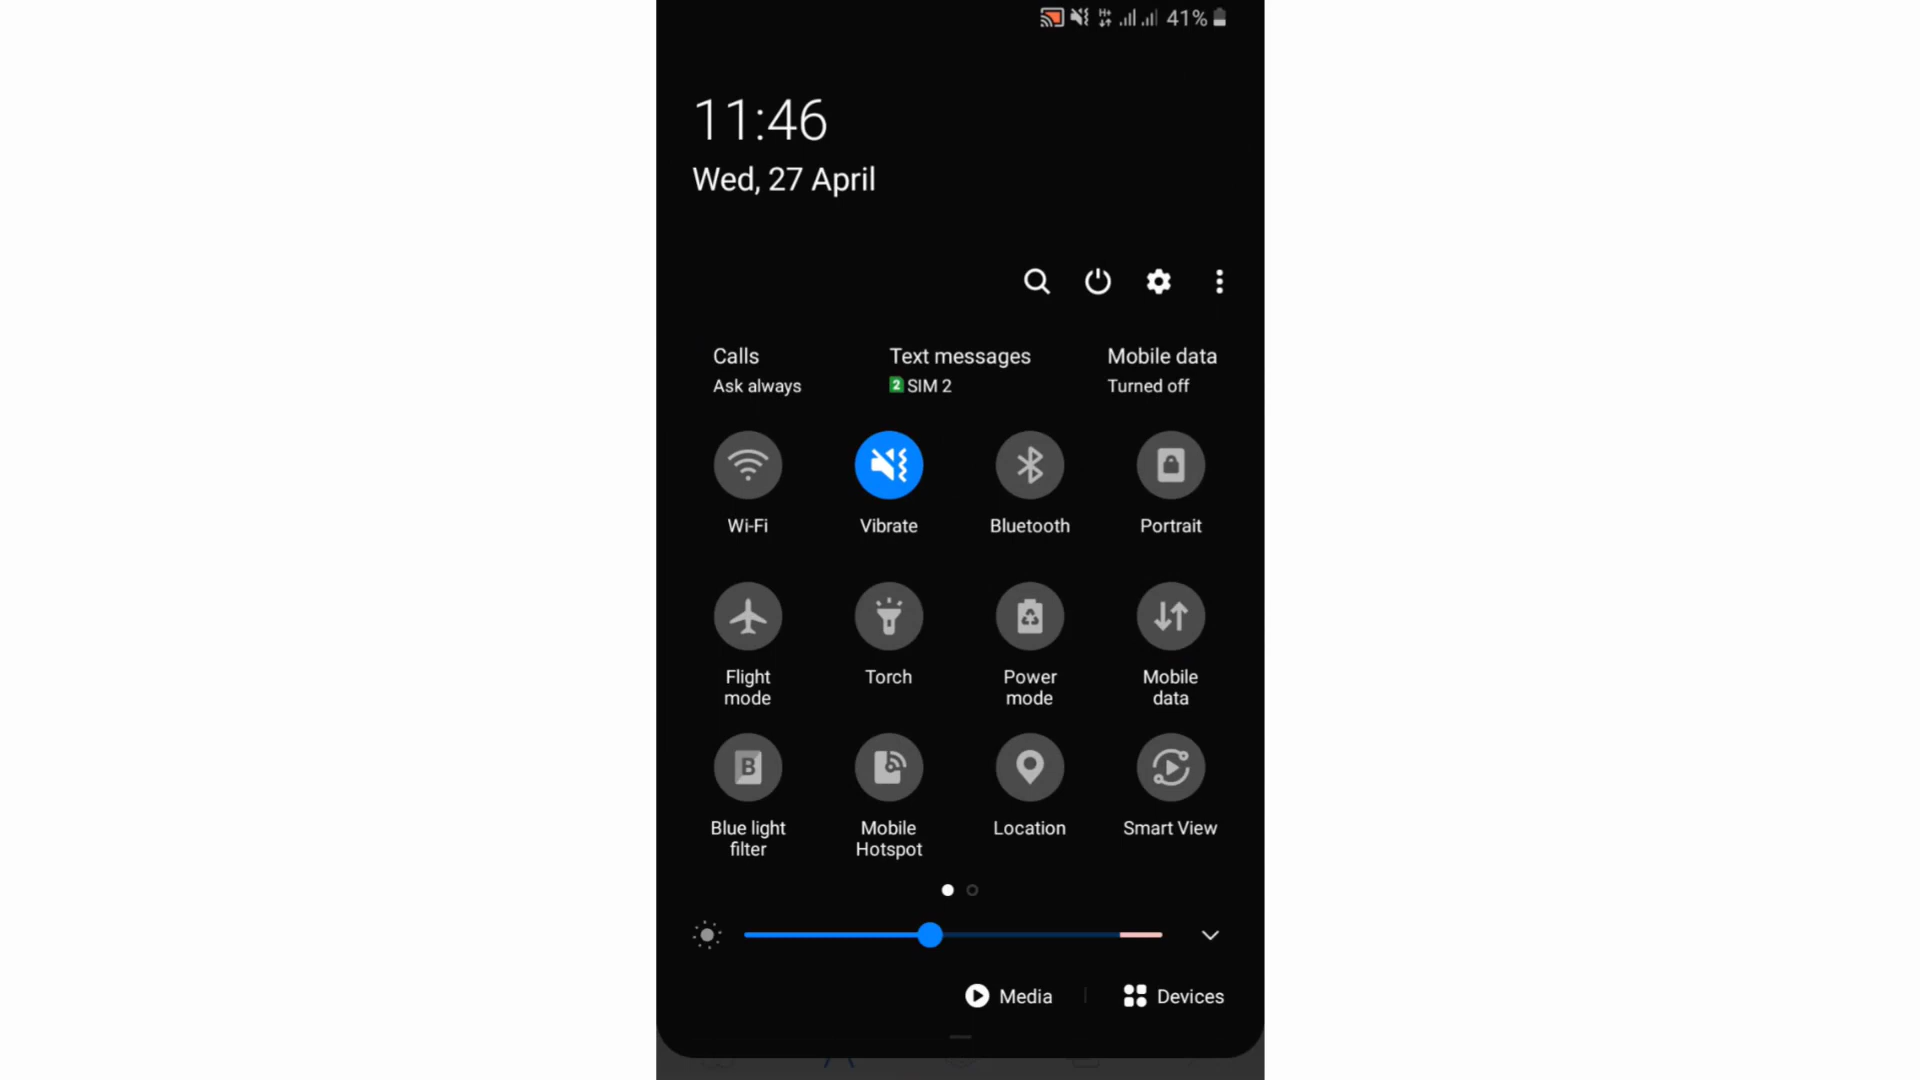 41%
11:46
Wed, 27 April
Calls Text messages Mobile data
Ask always 2 SIM 2 Turned off
Wi-Fi Vibrate Bluetooth Portrait
Flight Torch Power Mobile
mode mode data
B
Blue light Mobile Location Smart View
filter Hotspot
Media Devices